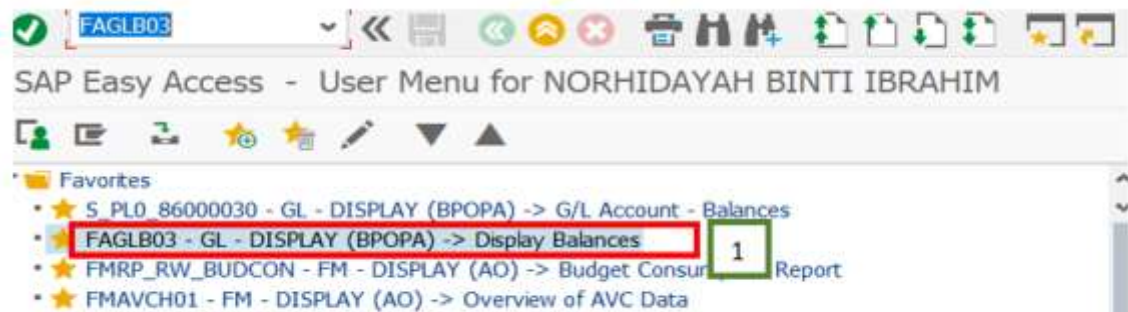 FAGLB03
SAP Easy Access - User Menu for NORHIDAYAH BINTI IBRAHIM
Favorites
S_PL0_86000030 - GL - DISPLAY (BPOPA) -> G/L Account - Balances
FAGLB03 - GL - DISPLAY (BPOPA) -> Display Balances
1
FMRP_RW_BUDCON - FM - DISPLAY (AO) -> Budget Report
FMAVCH01 - FM - DISPLAY (AO) -> Overview of AVC Data